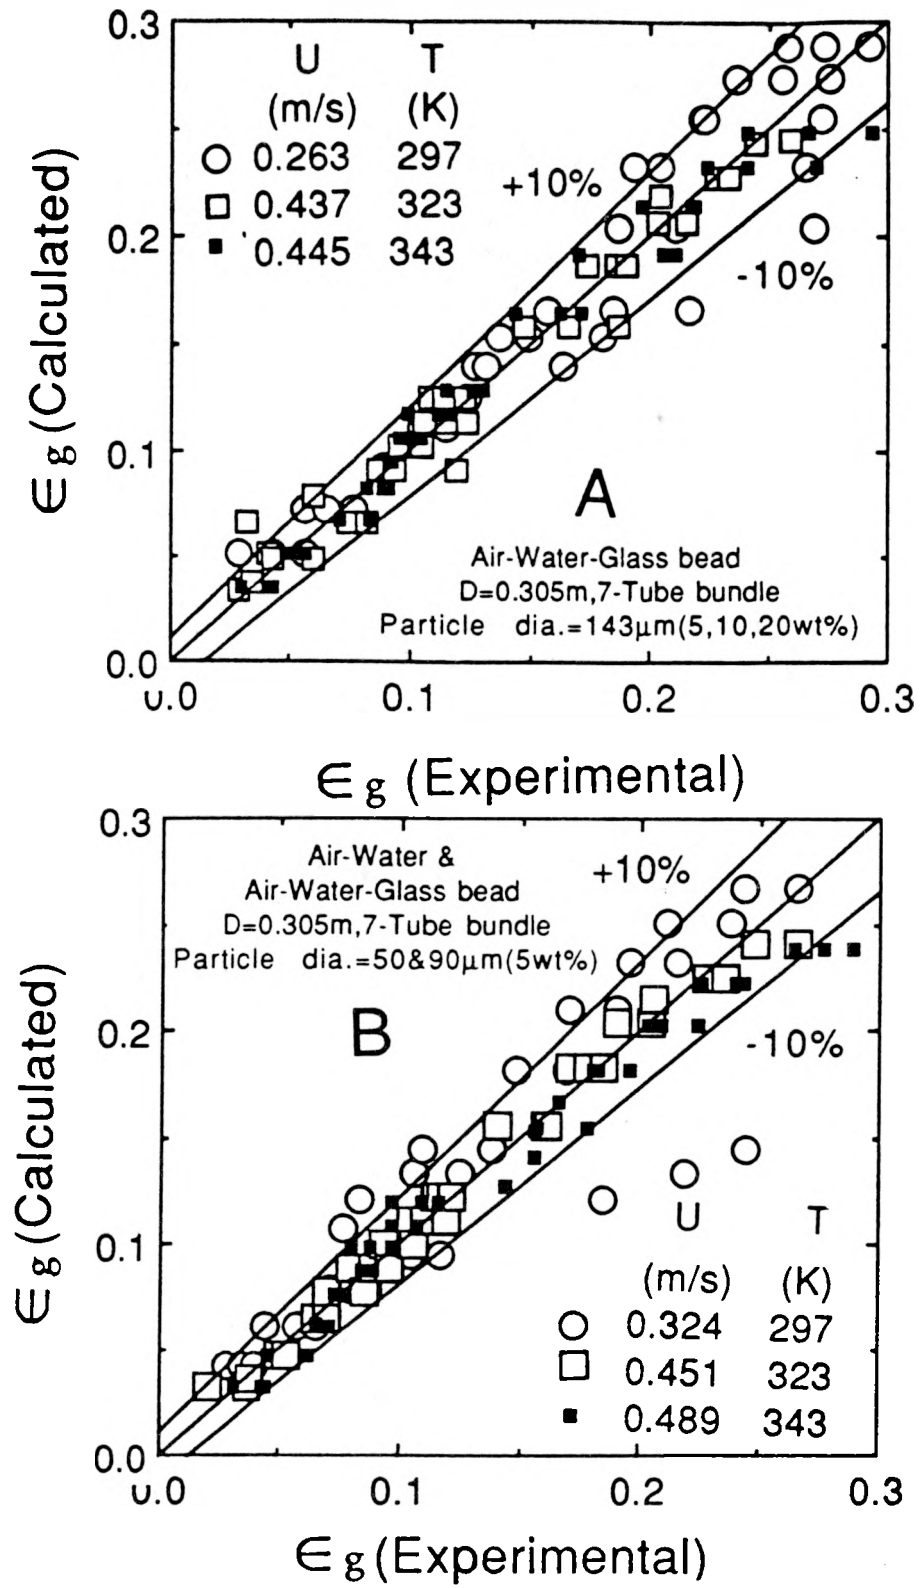 0.3
U T
(m/s) (K)
0.263 297
0.437 323
0.445 343
+10%
-10%
0.2
0.1
0.0
∈g (Calculated)
A
Air-Water-Glass bead
D=0.305m,7-Tube bundle
Particle dia.=143µm(5,10,20wt%)
0.0 0.1 0.2 0.3
∈g (Experimental)
0.3
Air-Water &
Air-Water-Glass bead
D=0.305m,7-Tube bundle
Particle dia.=50&90µm(5wt%)
+10%
B
-10%
0.2
0.1
0.0
∈g (Calculated)
U T
(m/s) (K)
0.324 297
0.451 323
0.489 343
0.0 0.1 0.2 0.3
∈g (Experimental)